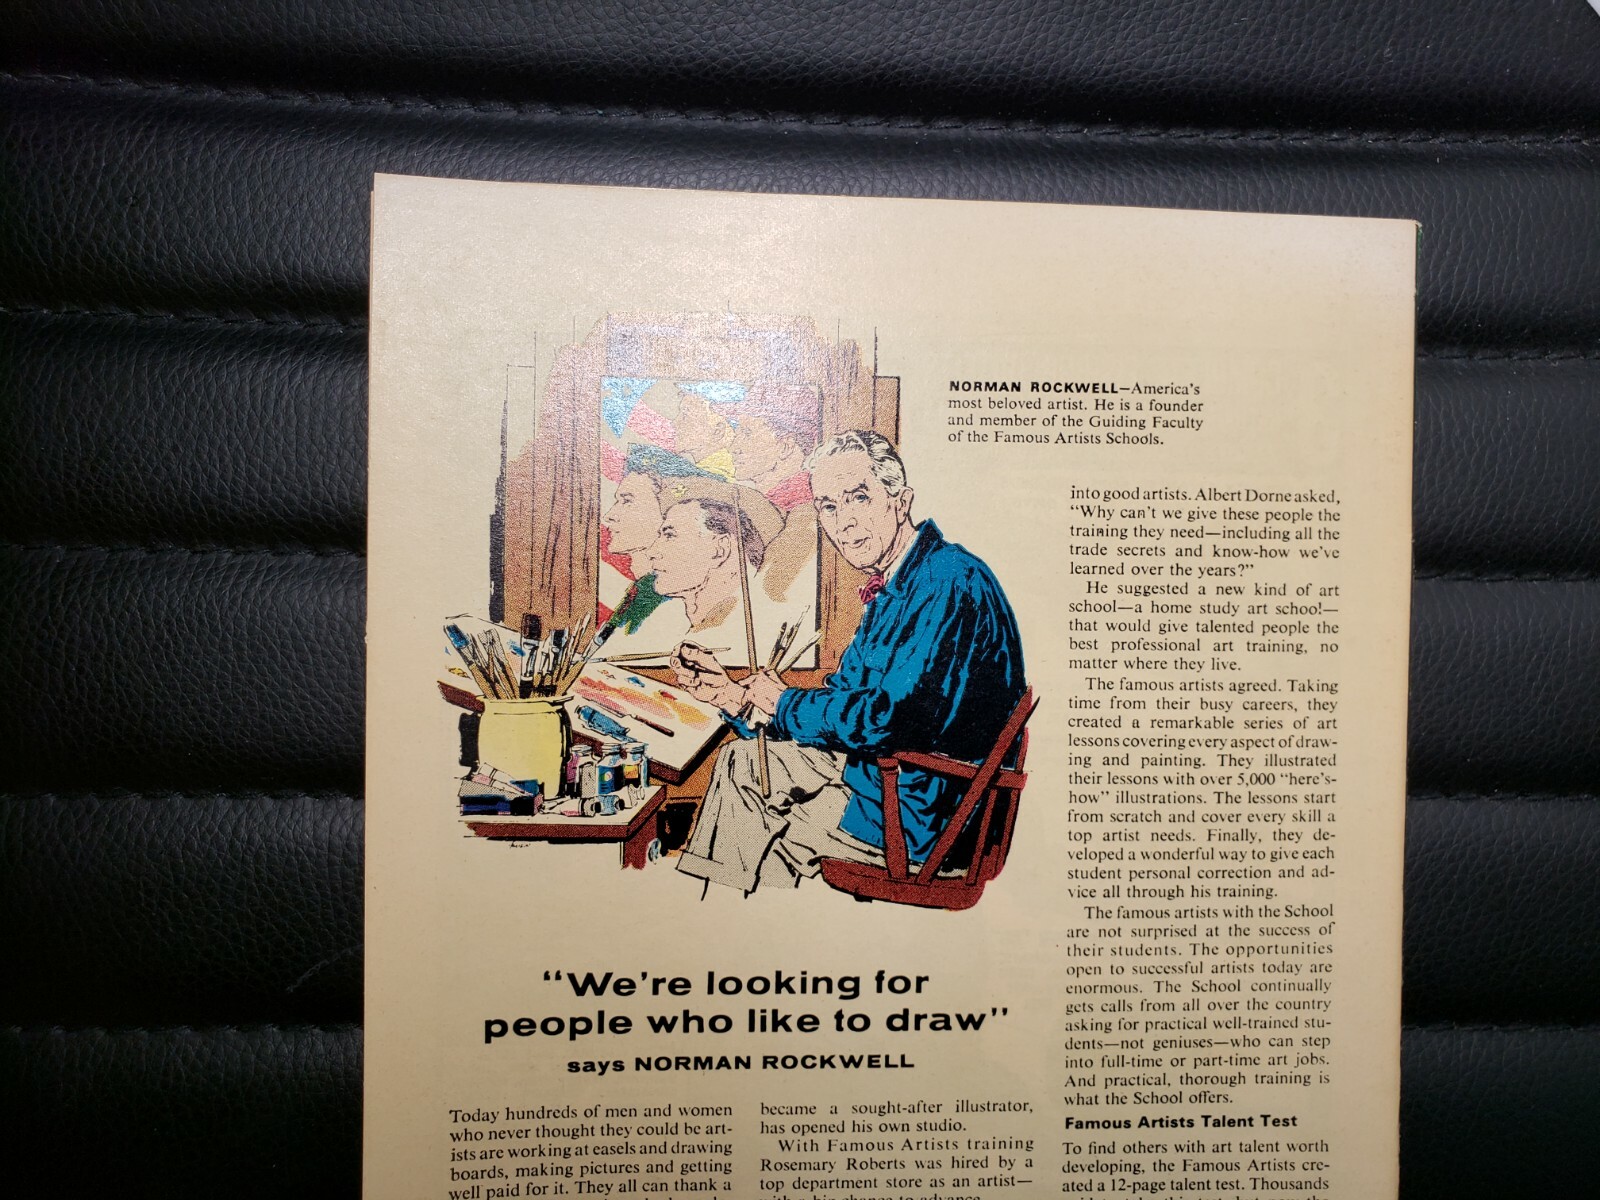 NORMAN ROCKWELL—America's
most beloved artist. He is a founder
and member of the Guiding Faculty
of the Famous Artists Schools.
"We're looking for
people who like to draw"
says NORMAN ROCKWELL
Today hundreds of men and women
who never thought they could be art-
ists are working at easels and drawing
boards, making pictures and getting
well paid for it. They all can thank a
became a sought-after illustrator,
has opened his own studio.
With Famous Artists training
Rosemary Roberts was hired by a
top department store as an artist—
into good artists. Albert Dorne asked,
"Why can't we give these people the
training they need—including all the
trade secrets and know-how we've
learned over the years?"
He suggested a new kind of art
school—a home study art school—
that would give talented people the
best professional art training, no
matter where they live.
The famous artists agreed. Taking
time from their busy careers, they
created a remarkable series of art
lessons covering every aspect of draw-
ing and painting. They illustrated
their lessons with over 5,000 "here's-
how" illustrations. The lessons start
from scratch and cover every skill a
top artist needs. Finally, they de-
veloped a wonderful way to give each
student personal correction and ad-
vice all through his training.
The famous artists with the School
are not surprised at the success of
their students. The opportunities
open to successful artists today are
enormous. The School continually
gets calls from all over the country
asking for practical well-trained stu-
dents—not geniuses—who can step
into full-time or part-time art jobs.
And practical, thorough training is
what the School offers.
Famous Artists Talent Test
To find others with art talent worth
developing, the Famous Artists cre-
ated a 12-page talent test. Thousands